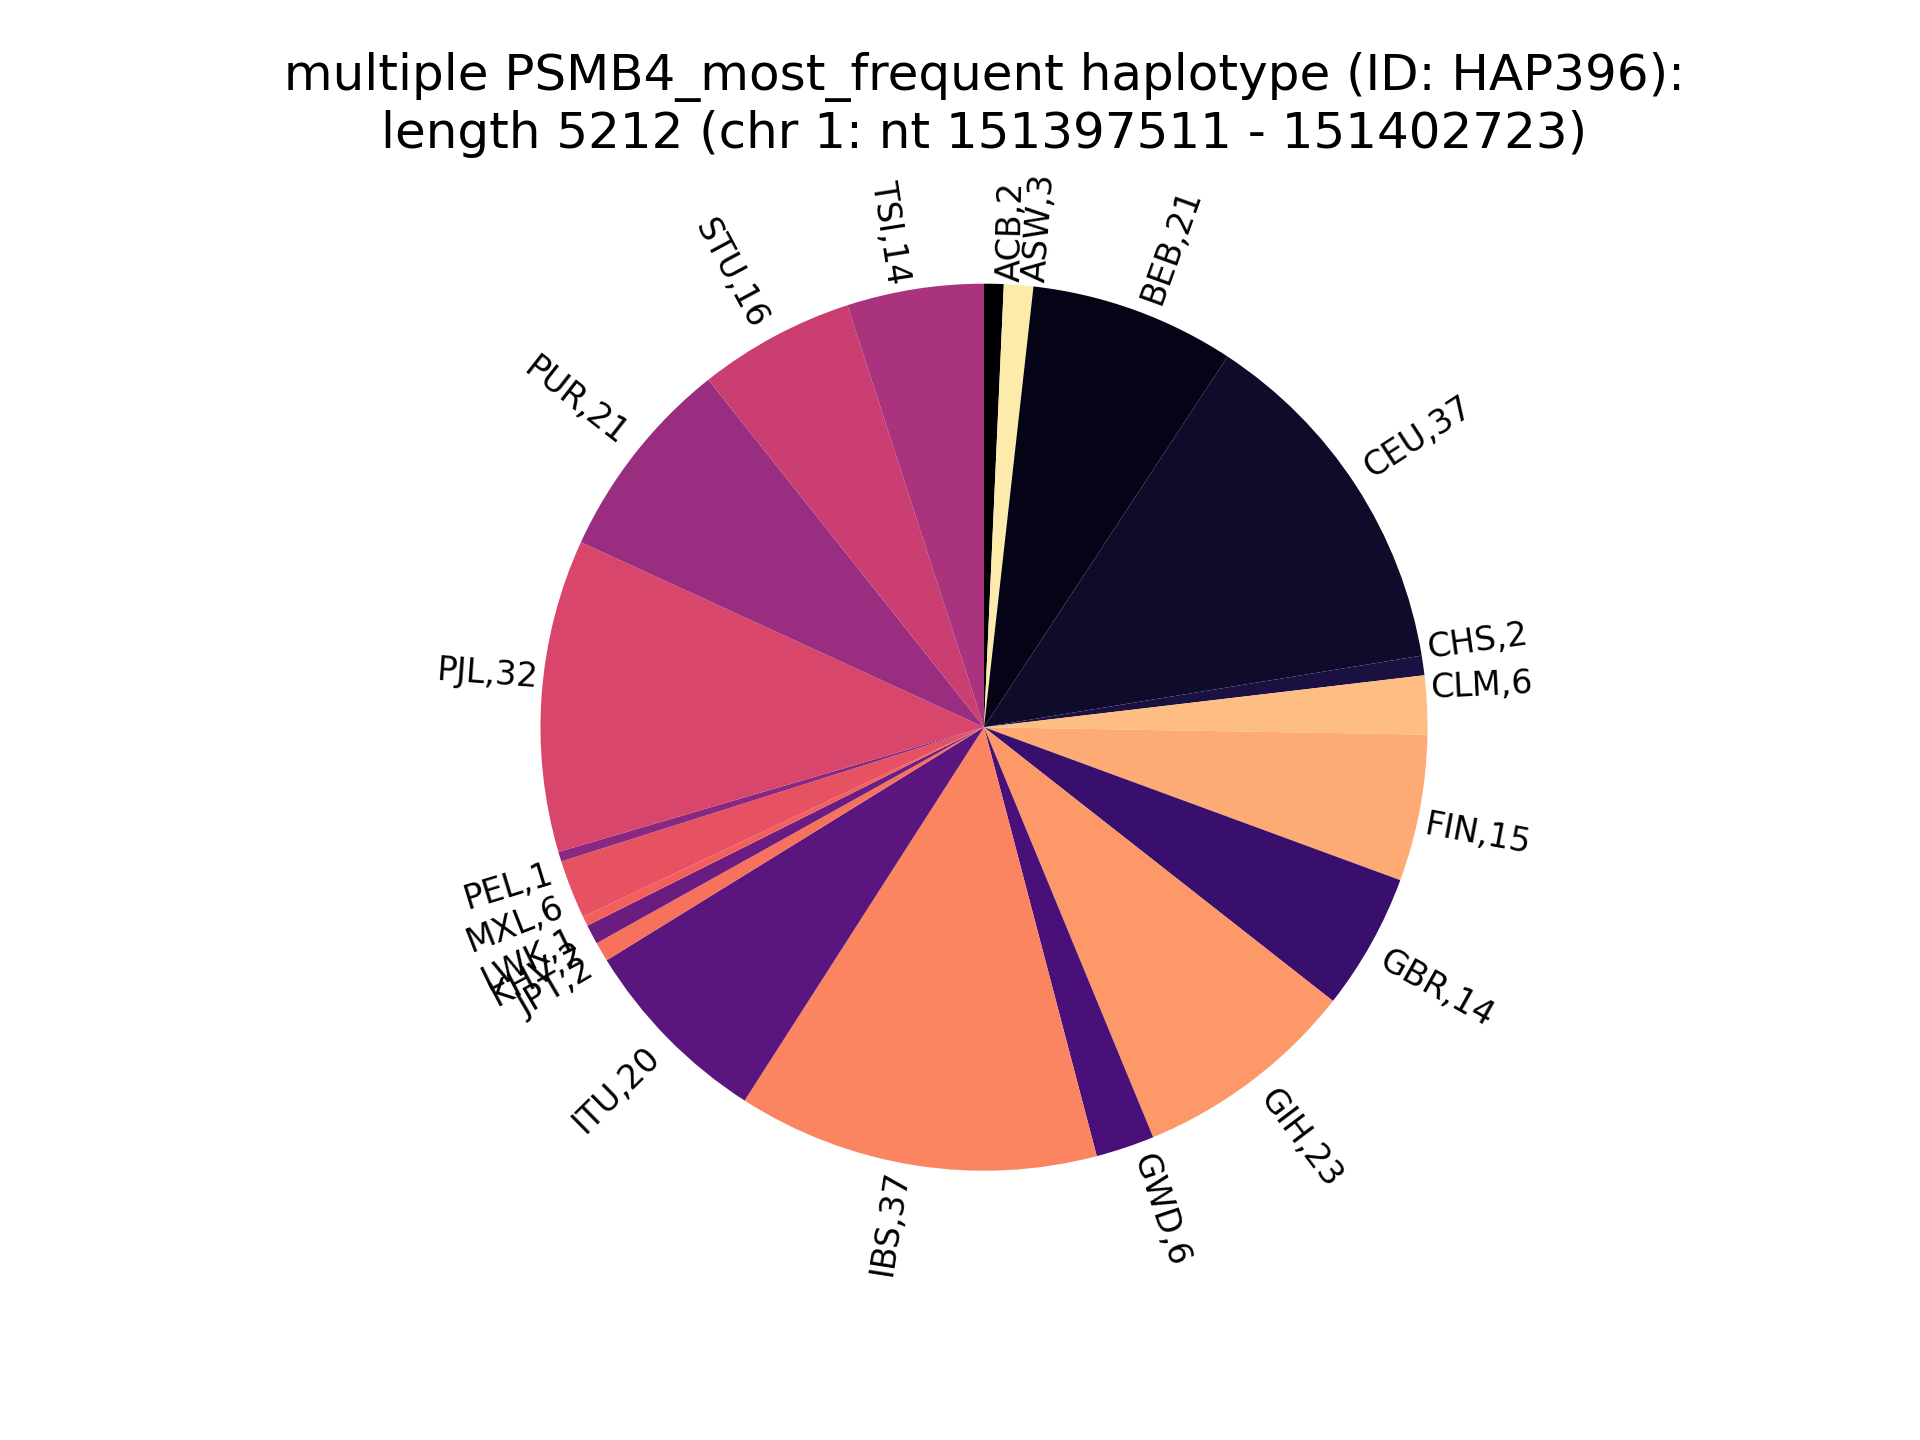 multiple PSMB4_most_frequent haplotype (ID: HAP396):
length 5212 (chr 1: nt 151397511 - 151402723)
ACB,2
ASW,3
BEB,21
CEU,37
CHS,2
CLM,6
FIN,15
GBR,14
GIH,23
GWD,6
IBS,37
ITU,20
JPT,2
KHV,2
LWK,1
MXL,6
PEL,1
PJL,32
PUR,21
STU,16
TSI,14